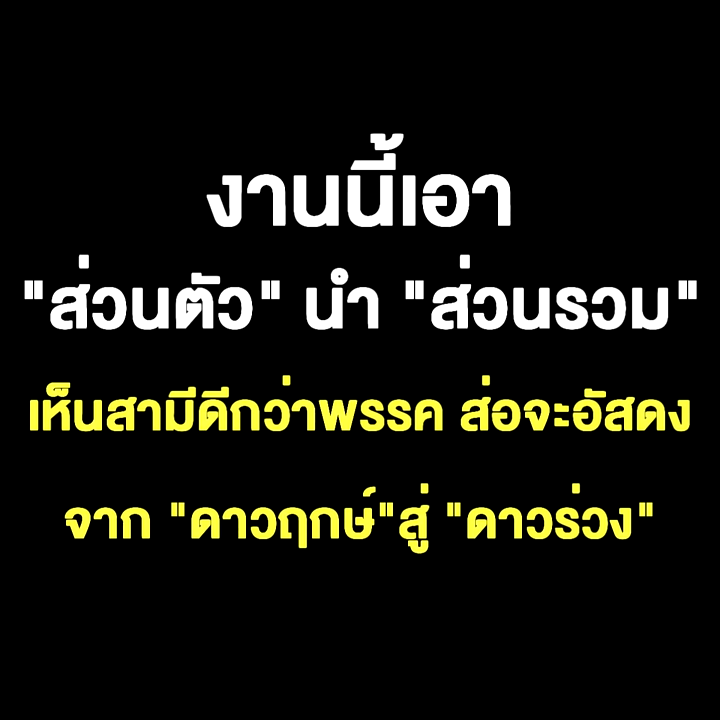 งานนี้เอา
"ส่วนตัว" นำ "ส่วนรวม"
เห็นสามีดีกว่าพรรค ส่อจะอัสดง
จาก "ดาวฤกษ์"สู่ "ดาวร่วง"